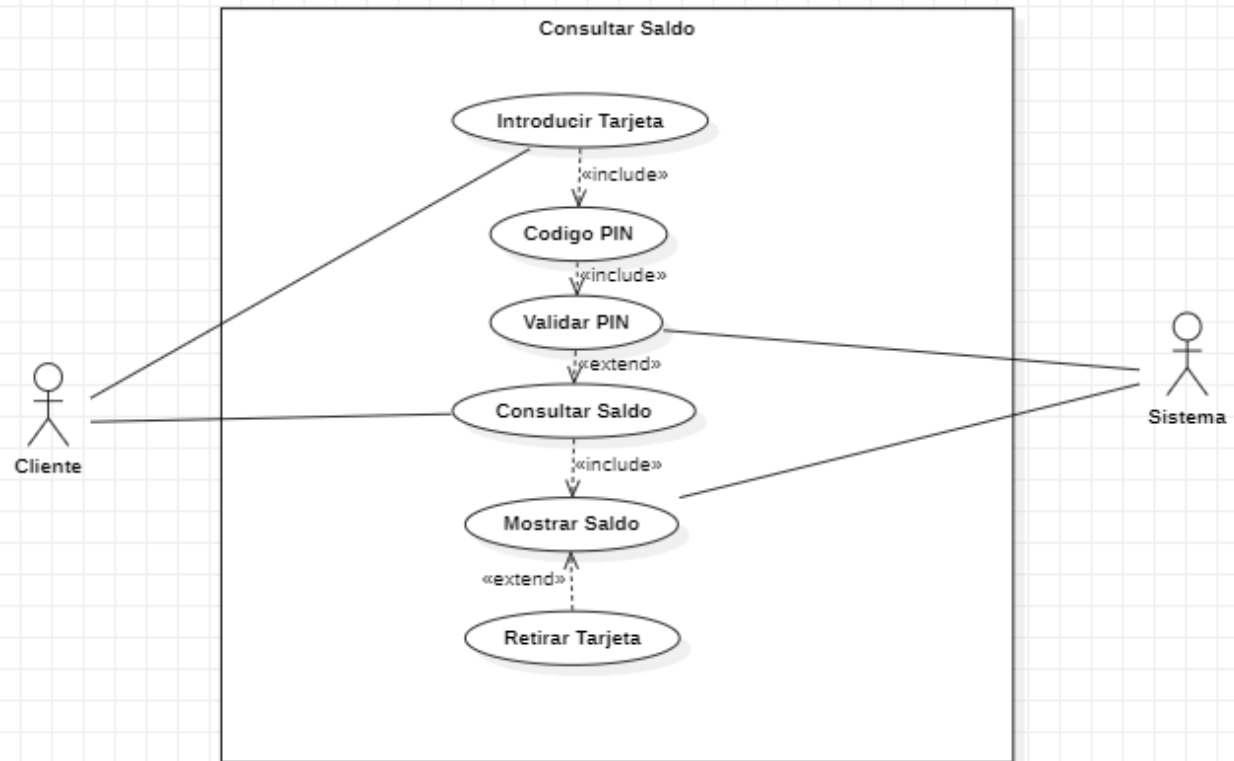 Consultar Saldo
Introducir Tarjeta
«include»
Codigo PIN
«include»
Validar PIN
«extend»
Consultar Saldo
Sistema
Cliente
«include»
Mostrar Saldo
«extend»
Retirar Tarjeta